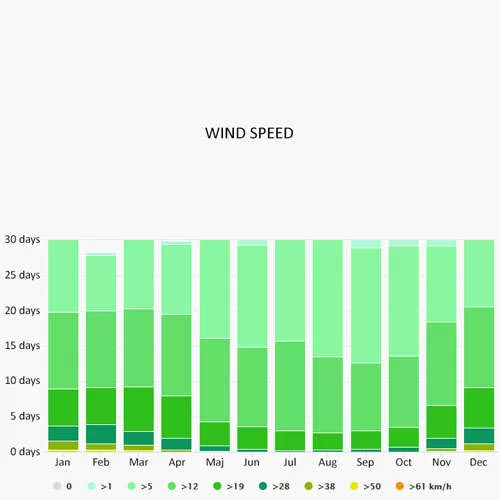 WIND SPEED
30 days
25 days
20 days
15 days
10 days
5 days
0 days
Jan Feb Mar Apr Maj Jun Jul Aug Sep Oct Nov Dec
0 >1 >5 >12 >19 >28 >38 >50 >61 km/h